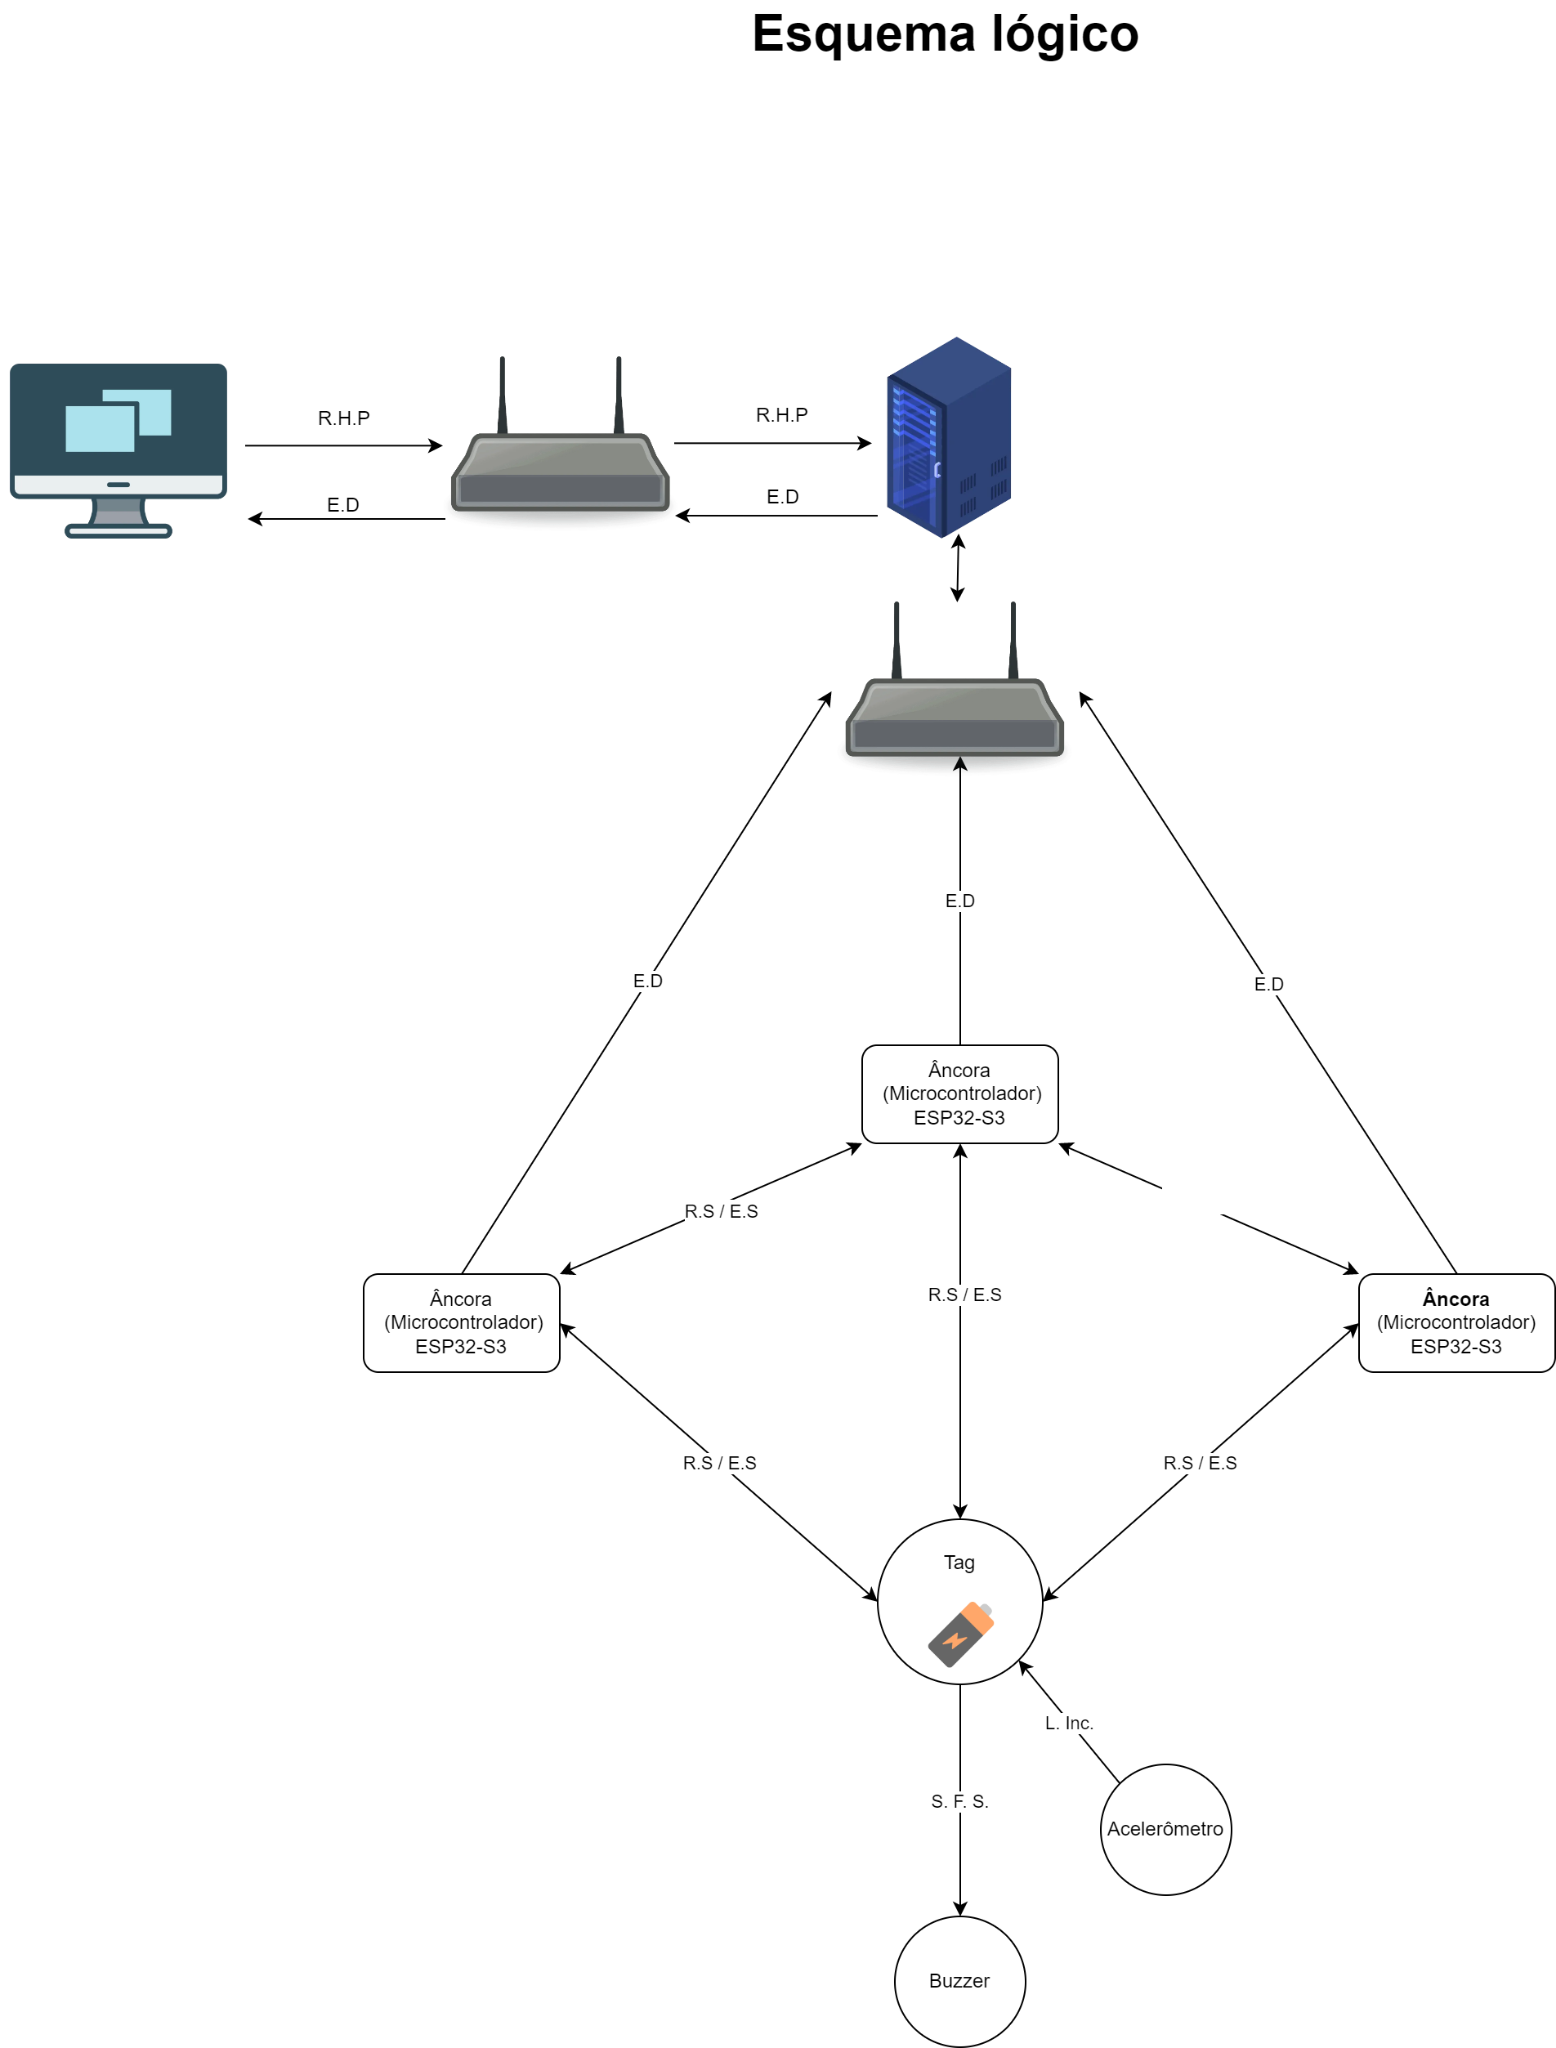 Esquema lógico
R.H.P
R.H.P
E.D
E.D
E.D
E.D
E.D
Âncora
(Microcontrolador)
ESP32-S3
R.S / E.S
R.S / E.S
Âncora
(Microcontrolador)
ESP32-S3
Âncora
(Microcontrolador)
ESP32-S3
R.S / E.S
R.S / E.S
Tag
L. Inc.
S. F. S.
Acelerômetro
Buzzer